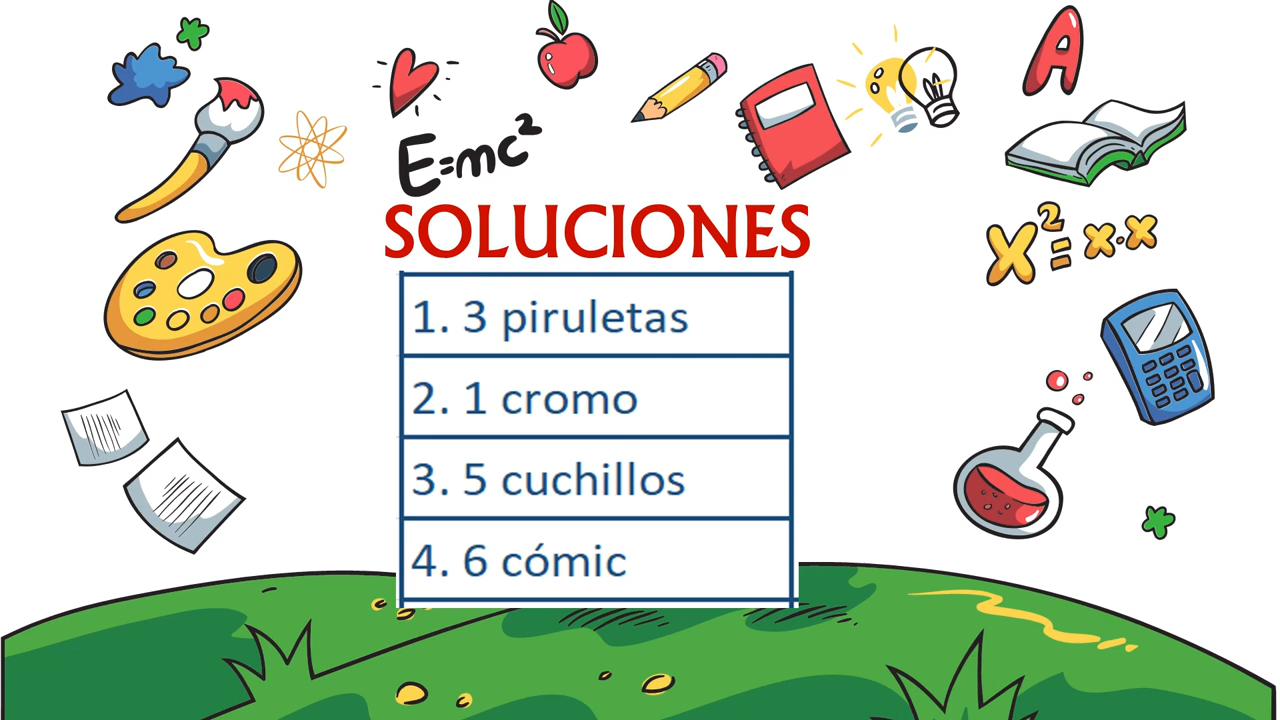 A
E=mc²
X²=X·X
SOLUCIONES
1. 3 piruletas
2. 1 cromo
3. 5 cuchillos
4. 6 cómic